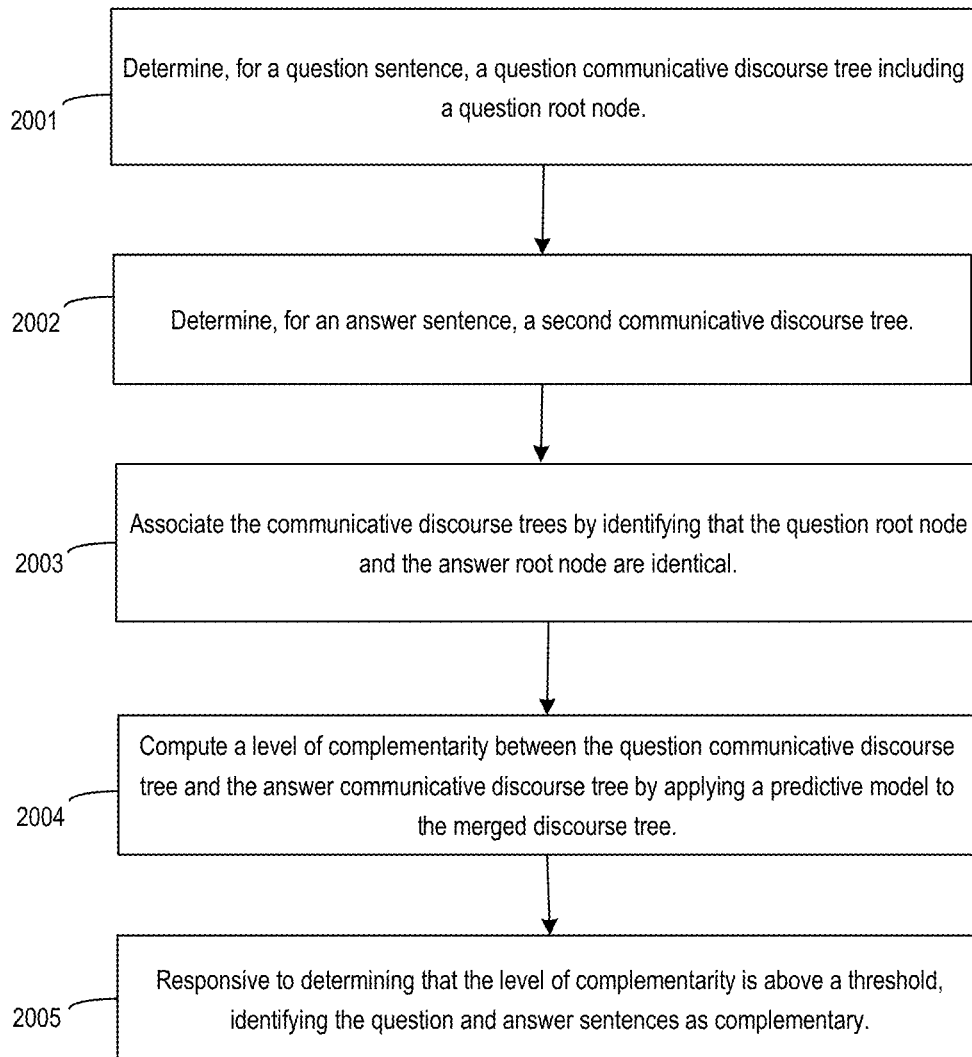 Determine, for a question sentence, a question communicative discourse tree including
a question root node.
2001
Determine, for an answer sentence, a second communicative discourse tree.
2002
Associate the communicative discourse trees by identifying that the question root node
and the answer root node are identical.
2003
Compute a level of complementarity between the question communicative discourse
tree and the answer communicative discourse tree by applying a predictive model to
the merged discourse tree.
2004
Responsive to determining that the level of complementarity is above a threshold,
identifying the question and answer sentences as complementary.
2005